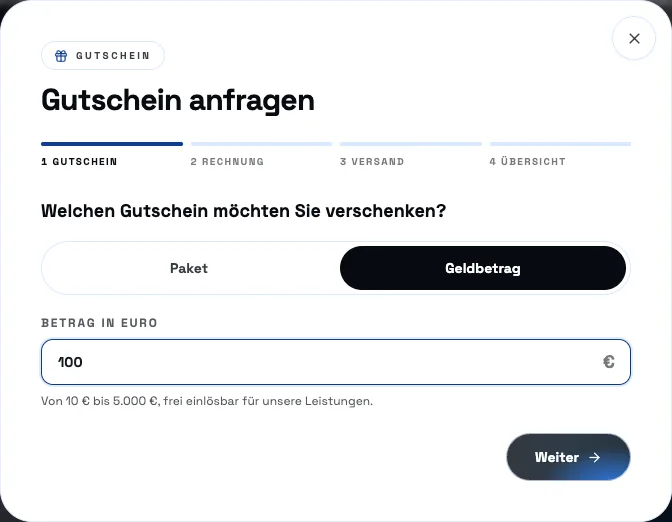 GUTSCHEIN
Gutschein anfragen
1 GUTSCHEIN
2 RECHNUNG
3 VERSAND
4 ÜBERSICHT
Welchen Gutschein möchten Sie verschenken?
Paket
Geldbetrag
BETRAG IN EURO
100 €
Von 10 € bis 5.000 €, frei einlösbar für unsere Leistungen.
Weiter →